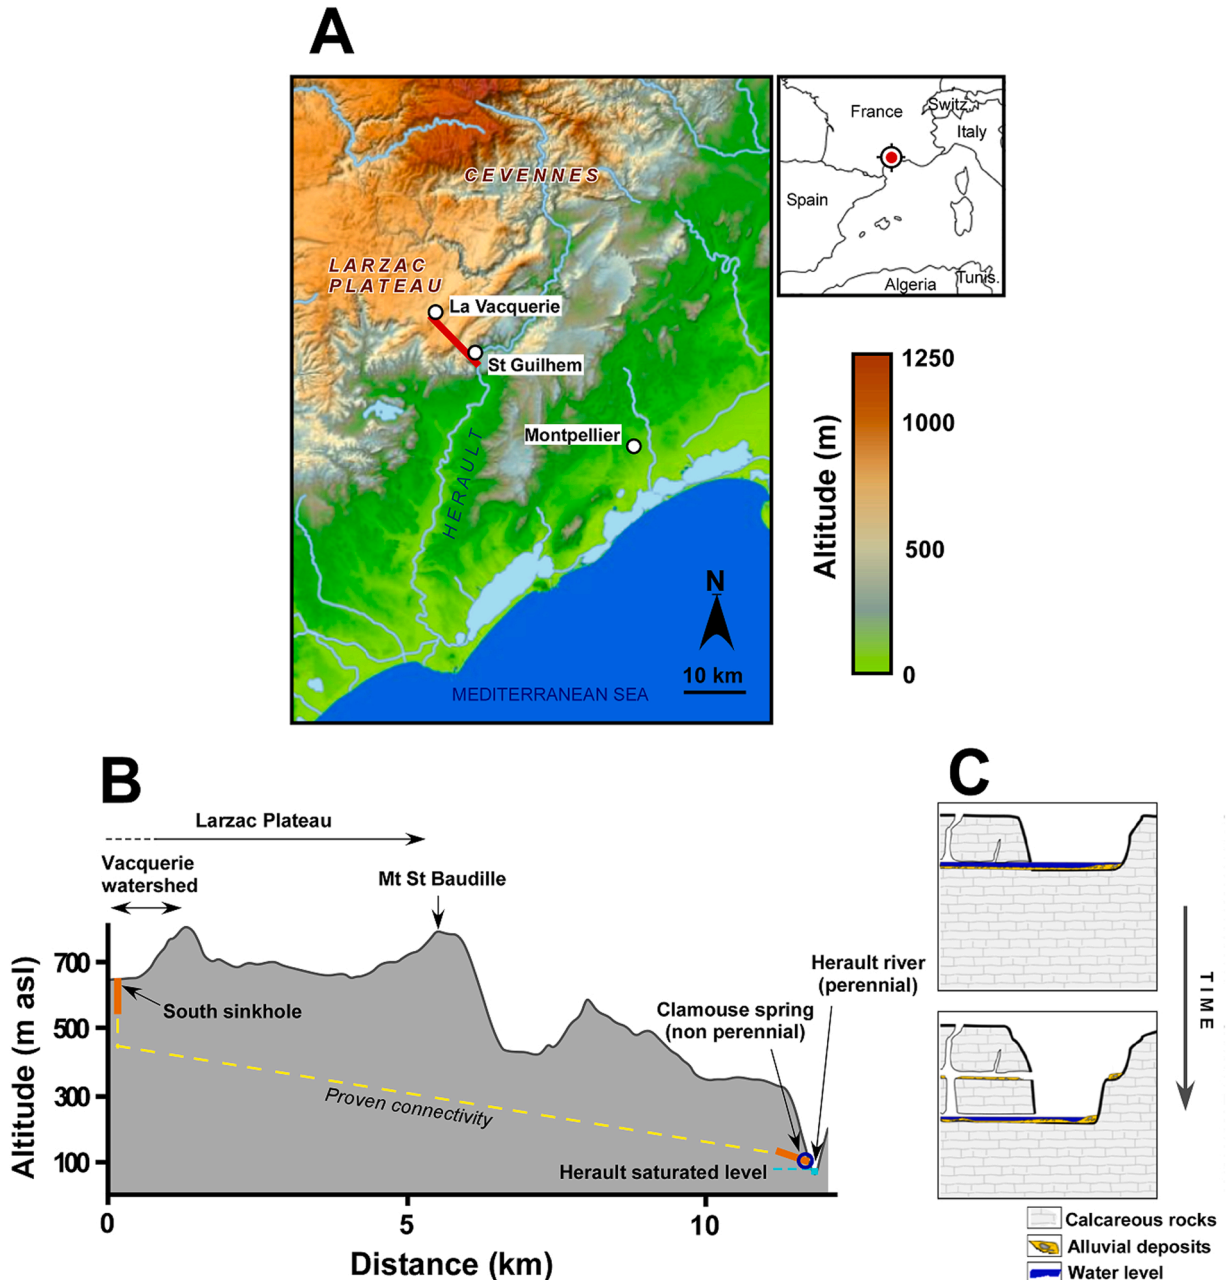 A
France
Switz.
Italy
Spain
Algeria
Tunis.
CEVENNES
LARZAC
PLATEAU
La Vacquerie
St Guilhem
Montpellier
HERAULT
N
10 km
MEDITERRANEAN SEA
Altitude (m)
1250
1000
500
0
B
Larzac Plateau
Vacquerie
watershed
Mt St Baudille
Herault river
(perennial)
Clamouse spring
(non perennial)
South sinkhole
Proven connectivity
Herault saturated level
Altitude (m asl)
700
500
300
100
0
5
10
Distance (km)
C
TIME
Calcareous rocks
Alluvial deposits
Water level